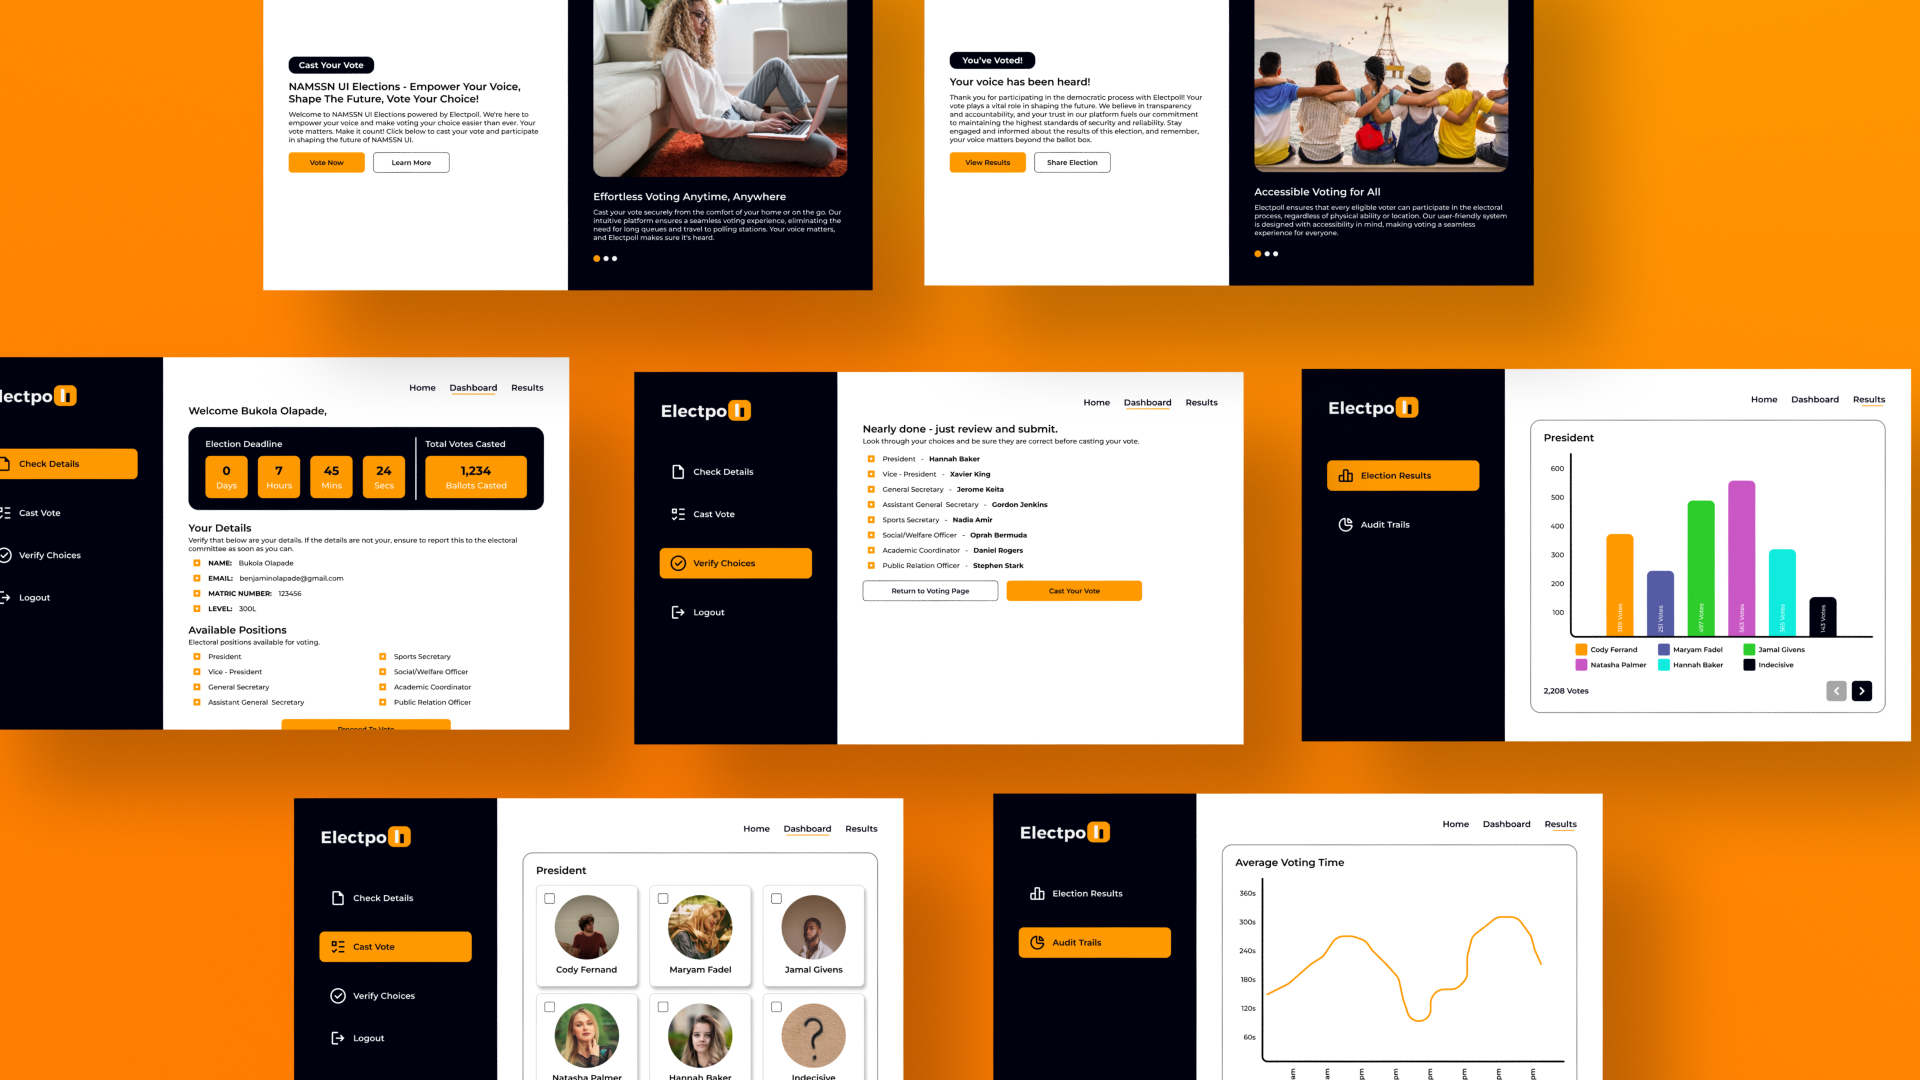 Cast Your Vote
NAMSSN UI Elections - Empower Your Voice,
Shape The Future, Vote Your Choice!
Welcome to NAMSSN UI Elections powered by Electpoll. We're here to
empower your voice and make voting your choice easier than ever. Your
vote matters. Make it count! Click below to cast your vote and participate
in shaping the future of NAMSSN UI.
Vote Now
Learn More
Effortless Voting Anytime, Anywhere
Cast your vote securely from the comfort of your home or on the go. Our
intuitive platform ensures a seamless voting experience, eliminating the
need for long queues and travel to polling stations. Your voice matters,
and Electpoll makes sure it's heard.
You've Voted!
Your voice has been heard!
Thank you for participating in the democratic process with Electpoll! Your
vote plays a vital role in shaping the future. We believe in transparency
and accountability, and your trust in our platform fuels our commitment
to maintaining the highest standards of security and reliability. Stay
engaged and informed about the results of this election, and remember,
your voice matters beyond the ballot box.
View Results
Share Election
Accessible Voting for All
Electpoll ensures that every eligible voter can participate in the electoral
process, regardless of physical ability or location. Our user-friendly system
is designed with accessibility in mind, making voting a seamless
experience for everyone.
lectpoll
Check Details
Cast Vote
Verify Choices
Logout
Home Dashboard Results
Welcome Bukola Olapade,
Election Deadline
0 Days
7 Hours
45 Mins
24 Secs
Total Votes Casted
1,234
Ballots Casted
Your Details
Verify that below are your details. If the details are not your, ensure to report this to the electoral
committee as soon as you can.
NAME: Bukola Olapade
EMAIL: benjaminolapade@gmail.com
MATRIC NUMBER: 123456
LEVEL: 300L
Available Positions
Electoral positions available for voting.
President
Vice - President
General Secretary
Assistant General Secretary
Sports Secretary
Social/Welfare Officer
Academic Coordinator
Public Relation Officer
Proceed To Vote
Electpoll
Check Details
Cast Vote
Verify Choices
Logout
Home Dashboard Results
Nearly done - just review and submit.
Look through your choices and be sure they are correct before casting your vote.
President - Hannah Baker
Vice - President - Xavier King
General Secretary - Jerome Keita
Assistant General Secretary - Gordon Jenkins
Sports Secretary - Nadia Amir
Social/Welfare Officer - Oprah Bermuda
Academic Coordinator - Daniel Rogers
Public Relation Officer - Stephen Stark
Return to Voting Page
Cast Your Vote
Electpoll
Election Results
Audit Trails
Home Dashboard Results
President
600
500
400
300
200
100
389 Votes
251 Votes
497 Votes
563 Votes
365 Votes
143 Votes
Cody Ferrand
Maryam Fadel
Jamal Givens
Natasha Palmer
Hannah Baker
Indecisive
2,208 Votes
Electpoll
Check Details
Cast Vote
Verify Choices
Logout
Home Dashboard Results
President
Cody Fernand
Maryam Fadel
Jamal Givens
Natasha Palmer
Hannah Baker
Indecisive
Electpoll
Election Results
Audit Trails
Home Dashboard Results
Average Voting Time
360s
300s
240s
180s
120s
60s
am
am
pm
pm
pm
pm
pm
pm